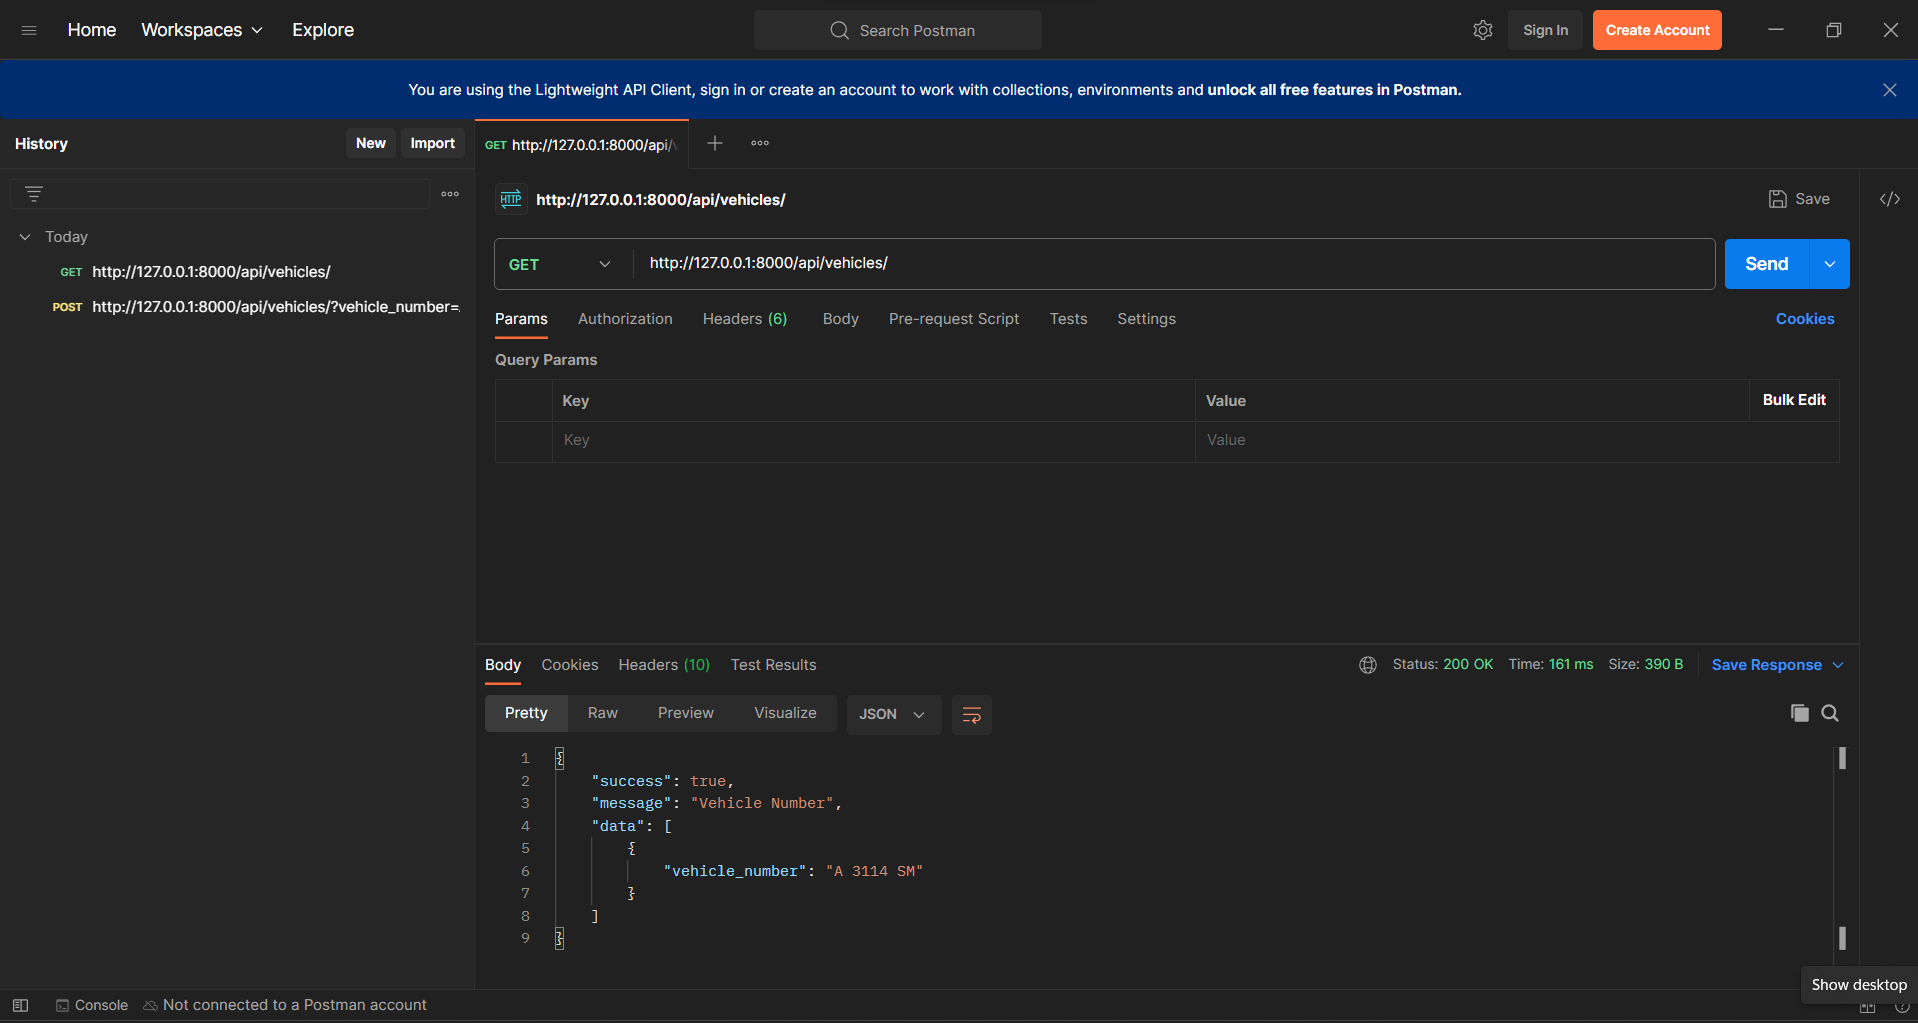 Home Workspaces Explore Search Postman Sign In Create Account
You are using the Lightweight API Client, sign in or create an account to work with collections, environments and unlock all free features in Postman.
History New Import
GET http://127.0.0.1:8000/api/
HTTP http://127.0.0.1:8000/api/vehicles/ Save </>
Today
GET http://127.0.0.1:8000/api/vehicles/
POST http://127.0.0.1:8000/api/vehicles/?vehicle_number=
GET http://127.0.0.1:8000/api/vehicles/ Send
Params Authorization Headers (6) Body Pre-request Script Tests Settings Cookies
Query Params
Key Value Bulk Edit
Key Value
Body Cookies Headers (10) Test Results Status: 200 OK Time: 161 ms Size: 390 B Save Response
Pretty Raw Preview Visualize JSON
1 {
2 "success": true,
3 "message": "Vehicle Number",
4 "data": [
5 {
6 "vehicle_number": "A 3114 SM"
7 }
8 ]
9 }
Show desktop
Console Not connected to a Postman account